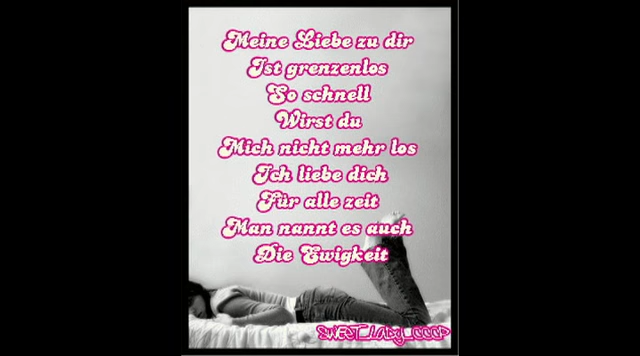 Meine Liebe zu dir
Ist grenzenlos
So schnell
Wirst du
Mich nicht mehr los
Ich liebe dich
Für alle zeit
Man nannt es auch
Die Ewigkeit
SWEET_LADY_CCCP